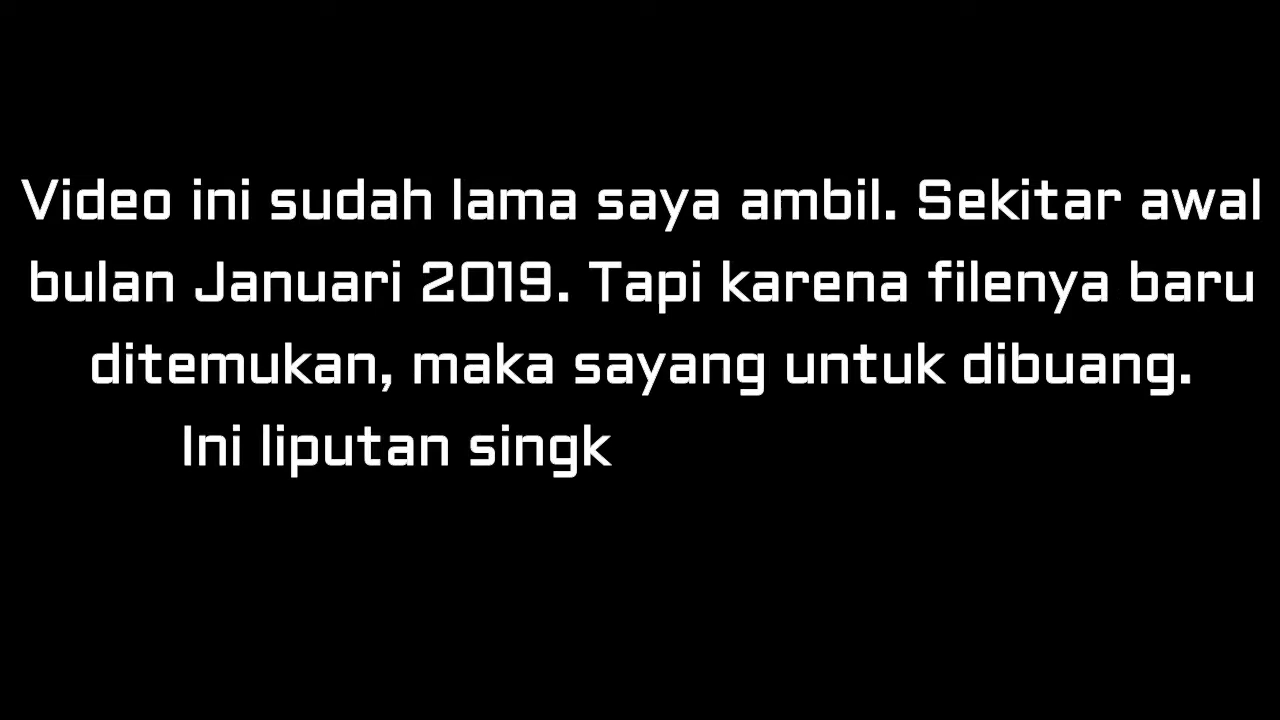 Video ini sudah lama saya ambil. Sekitar awal
bulan Januari 2019. Tapi karena filenya baru
ditemukan, maka sayang untuk dibuang.
Ini liputan singk